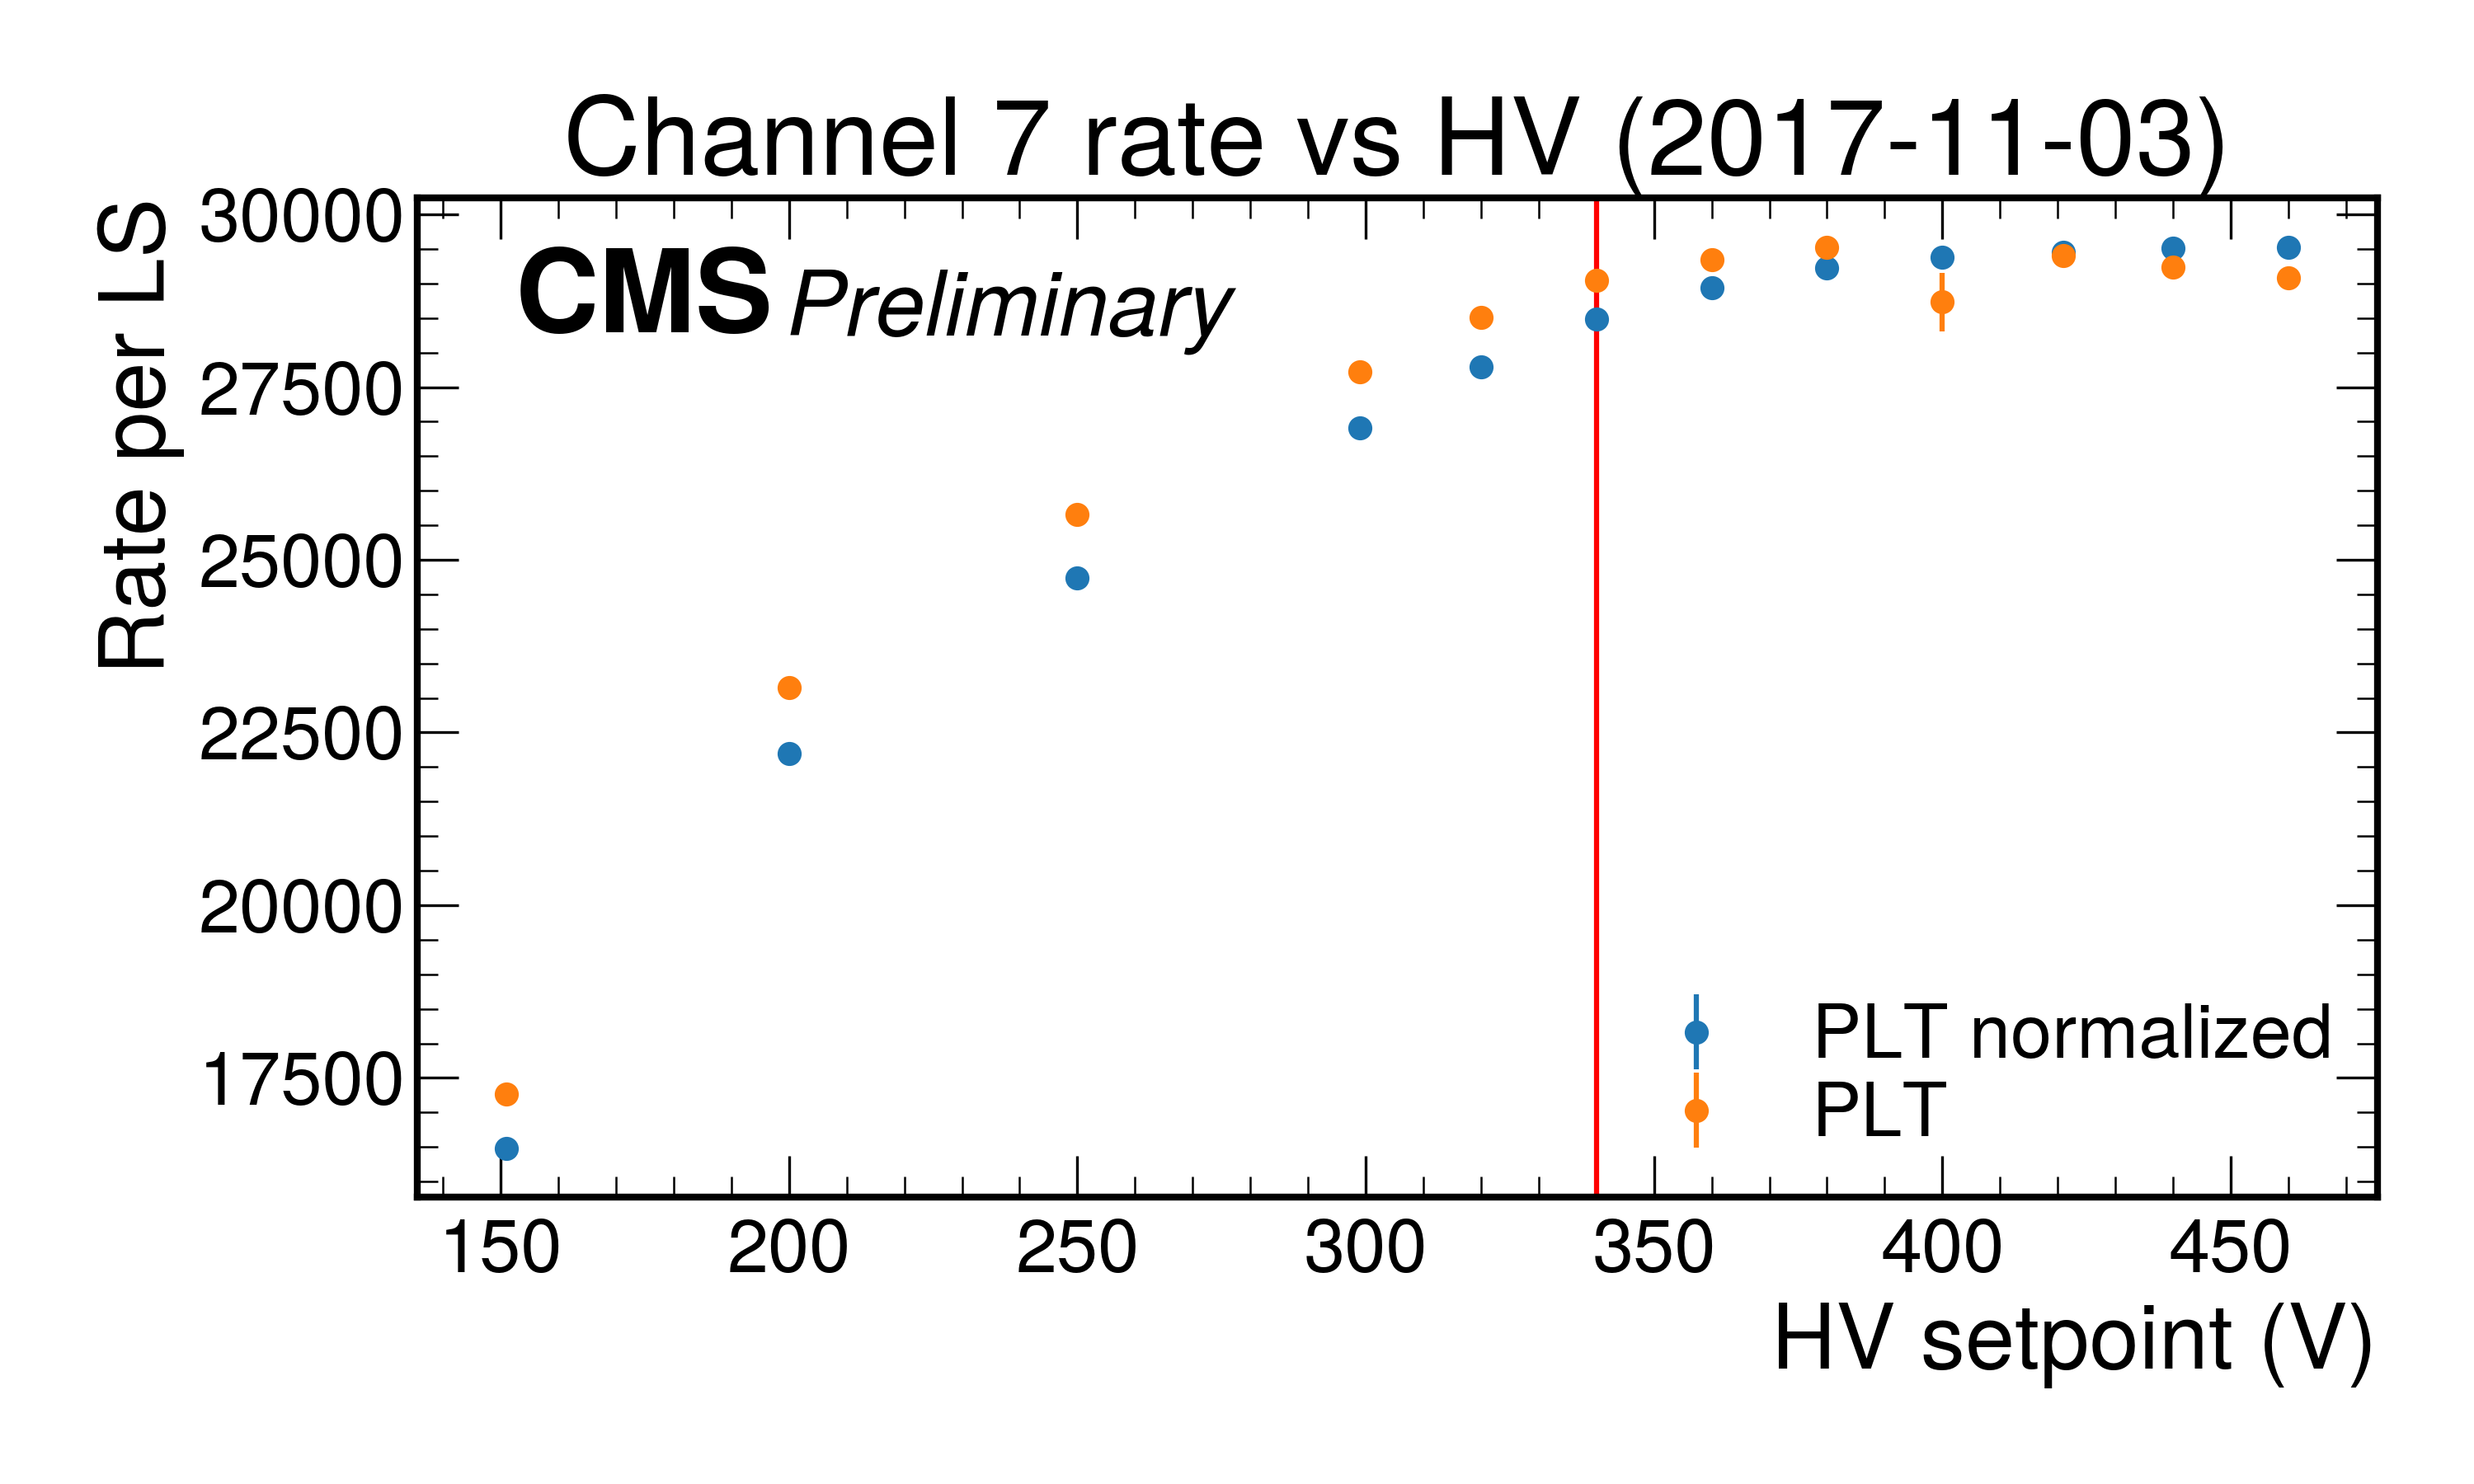 Channel 7 rate vs HV (2017-11-03)
Rate per LS
CMS Preliminary
30000
27500
25000
22500
20000
17500
PLT normalized
PLT
150 200 250 300 350 400 450
HV setpoint (V)